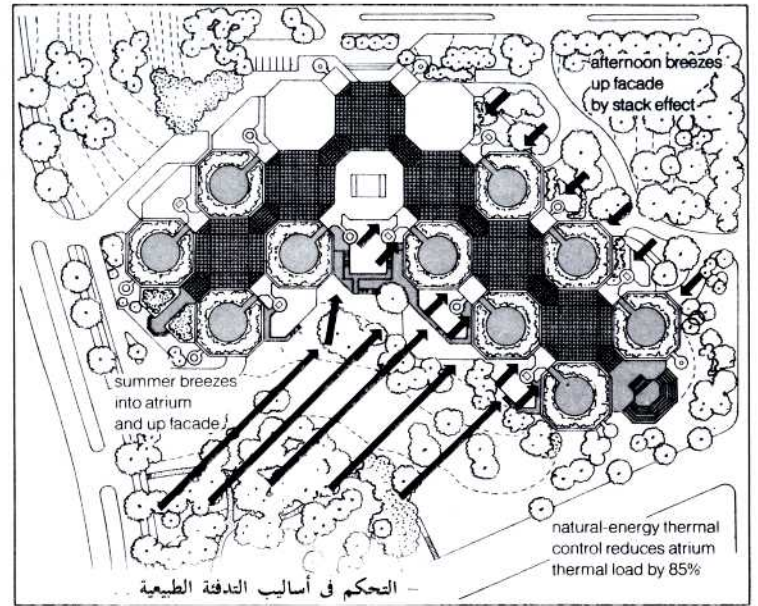 afternoon breezes
up facade
by stack effect
summer breezes
into atrium
and up facade
natural-energy thermal
control reduces atrium
thermal load by 85%
- التحكم فى أساليب التدفئة الطبيعية . .